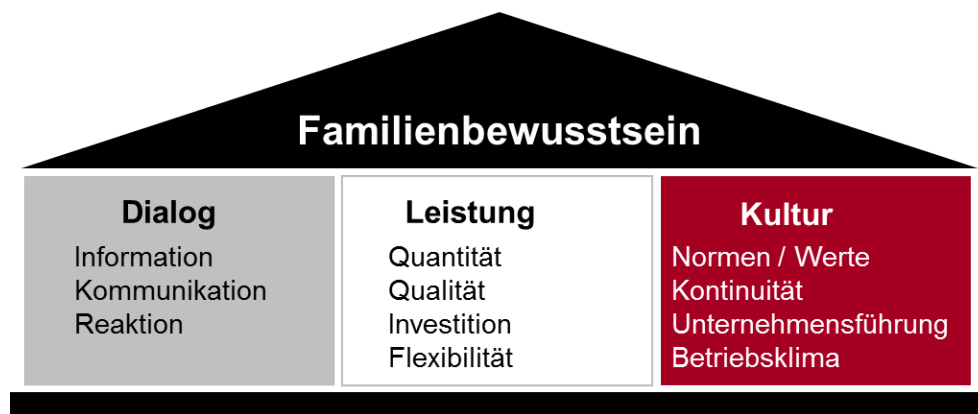 Familienbewusstsein
Dialog
Information
Kommunikation
Reaktion
Leistung
Quantität
Qualität
Investition
Flexibilität
Kultur
Normen / Werte
Kontinuität
Unternehmensführung
Betriebsklima